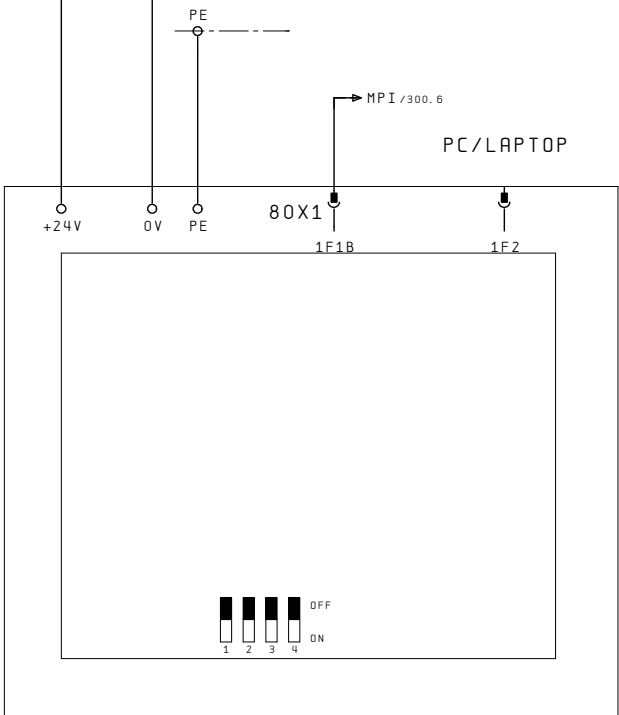 PE
MPI/300.6
PC/LAPTOP
80X1
+24V 0V PE
1F1B 1F2
OFF
ON
1 2 3 4